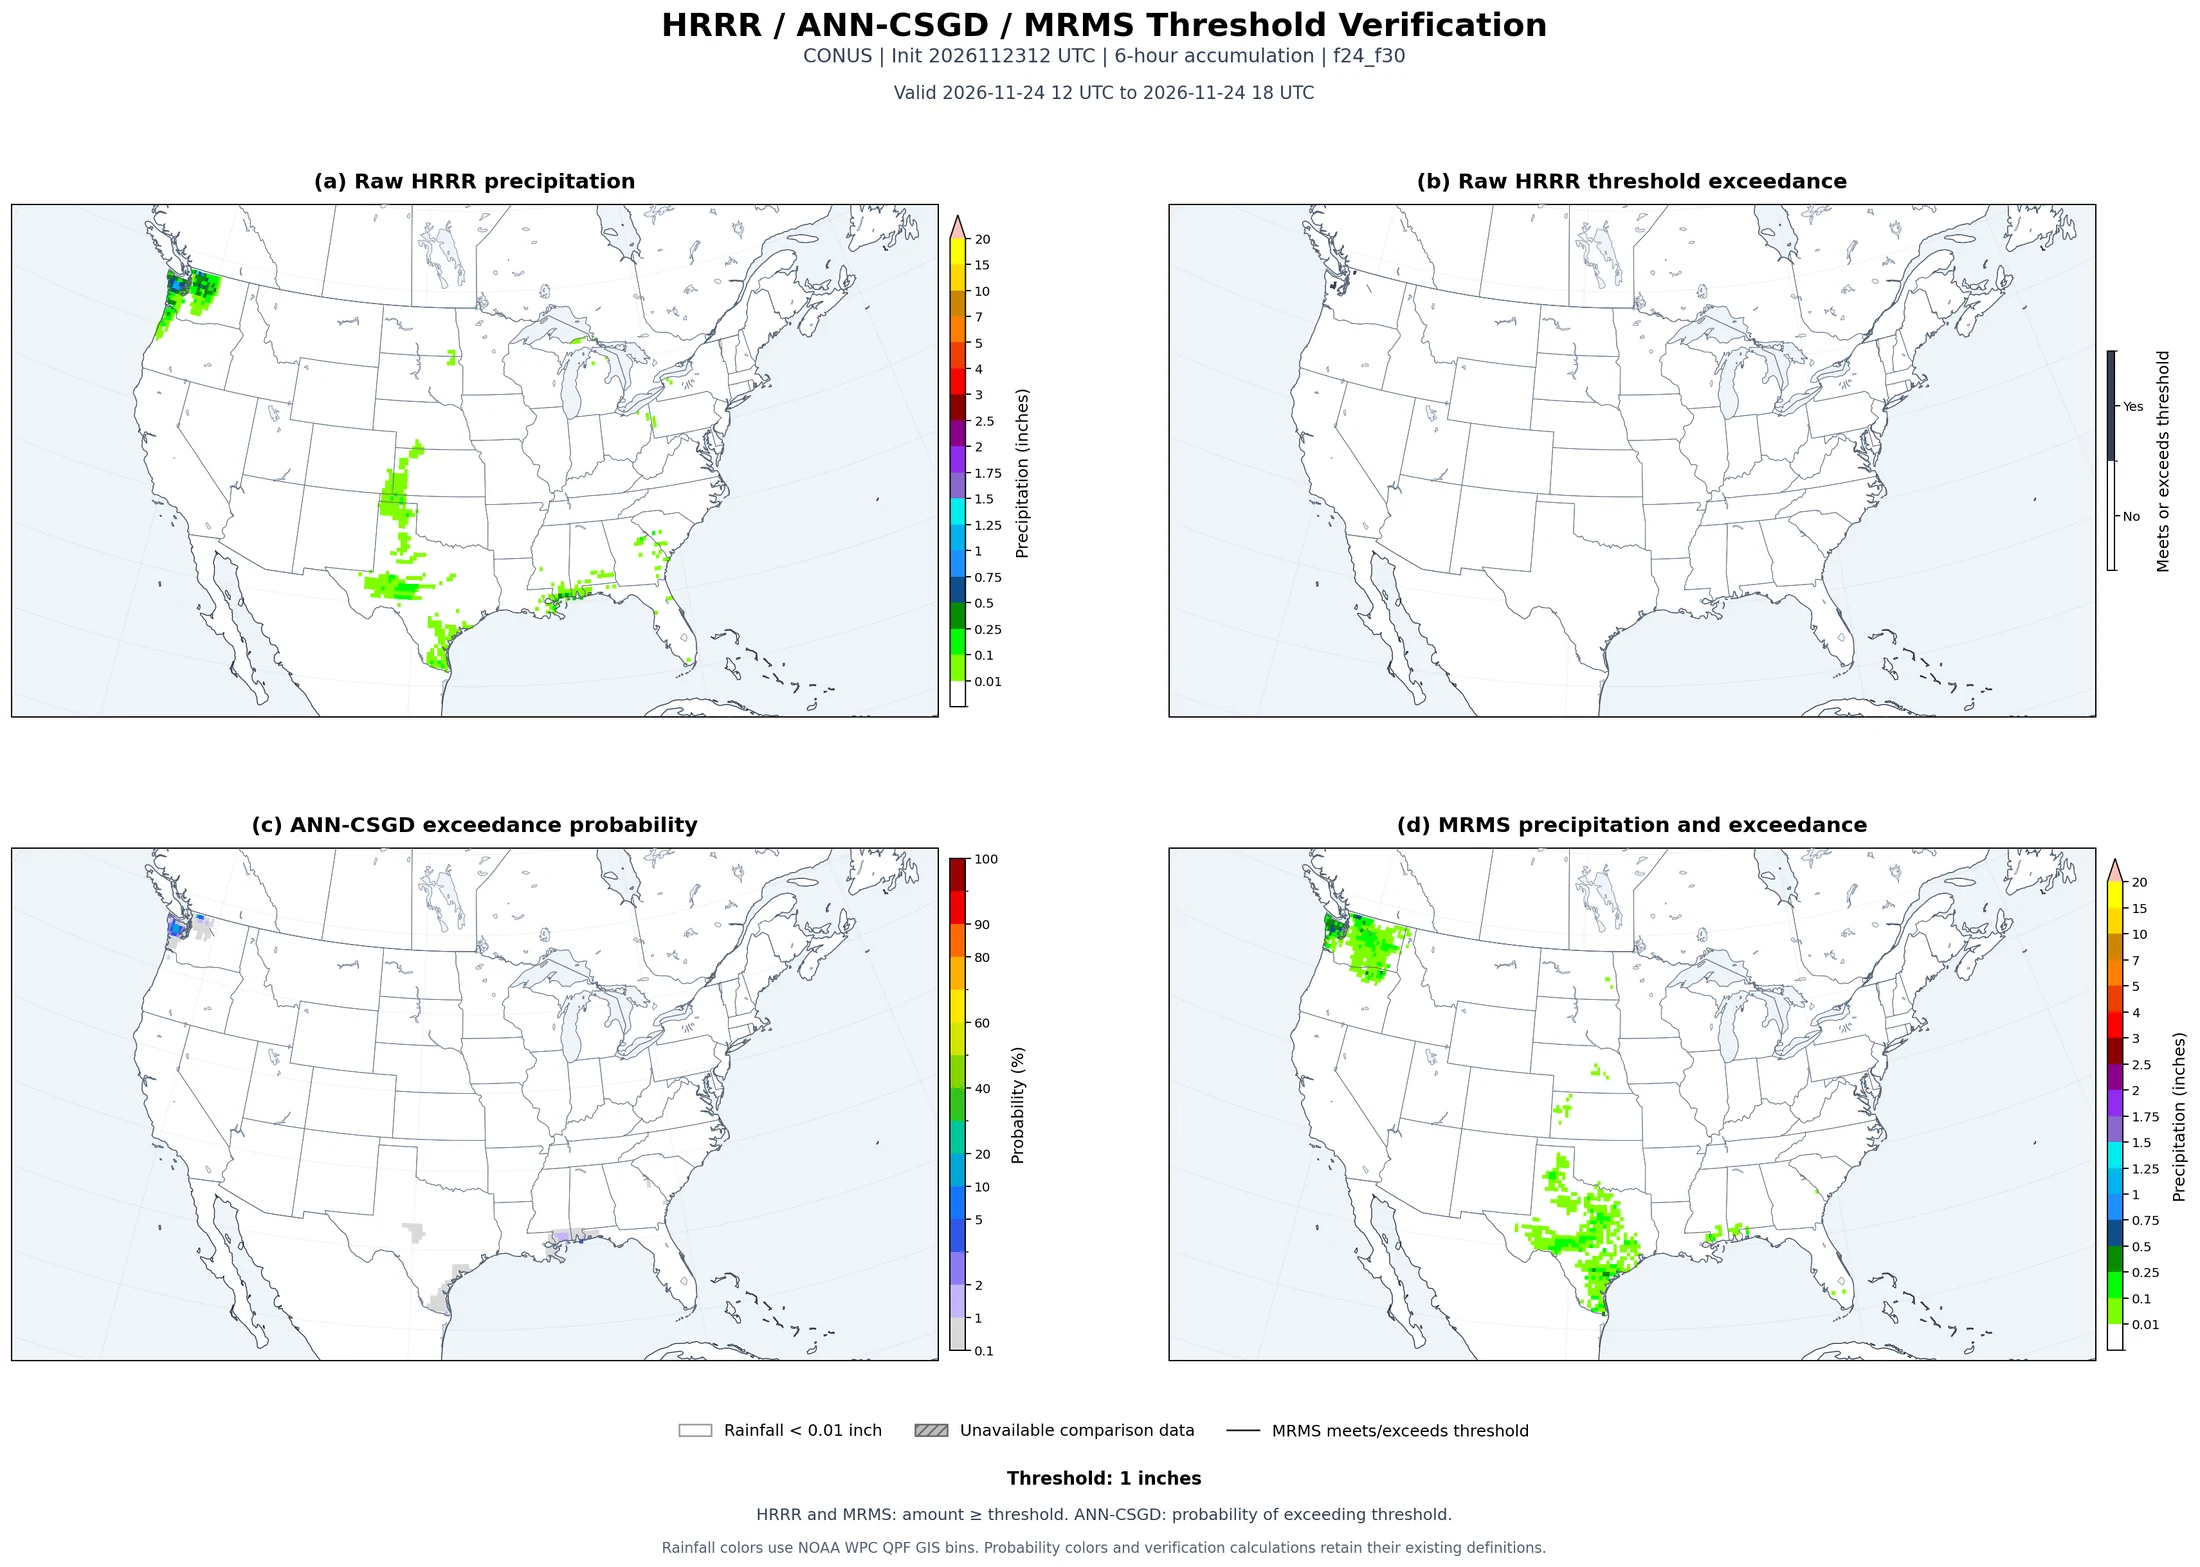 HRRR / ANN-CSGD / MRMS Threshold Verification
CONUS | Init 2026112312 UTC | 6-hour accumulation | f24_f30
Valid 2026-11-24 12 UTC to 2026-11-24 18 UTC
(a) Raw HRRR precipitation
20
15
10
7
5
4
3
2.5
2
1.75
1.5
1.25
1
0.75
0.5
0.25
0.1
0.01
Precipitation (inches)
(b) Raw HRRR threshold exceedance
Yes
No
Meets or exceeds threshold
(c) ANN-CSGD exceedance probability
100
90
80
60
40
20
10
5
2
1
0.1
Probability (%)
(d) MRMS precipitation and exceedance
20
15
10
7
5
4
3
2.5
2
1.75
1.5
1.25
1
0.75
0.5
0.25
0.1
0.01
Precipitation (inches)
Rainfall < 0.01 inch
Unavailable comparison data
MRMS meets/exceeds threshold
Threshold: 1 inches
HRRR and MRMS: amount ≥ threshold. ANN-CSGD: probability of exceeding threshold.
Rainfall colors use NOAA WPC QPF GIS bins. Probability colors and verification calculations retain their existing definitions.